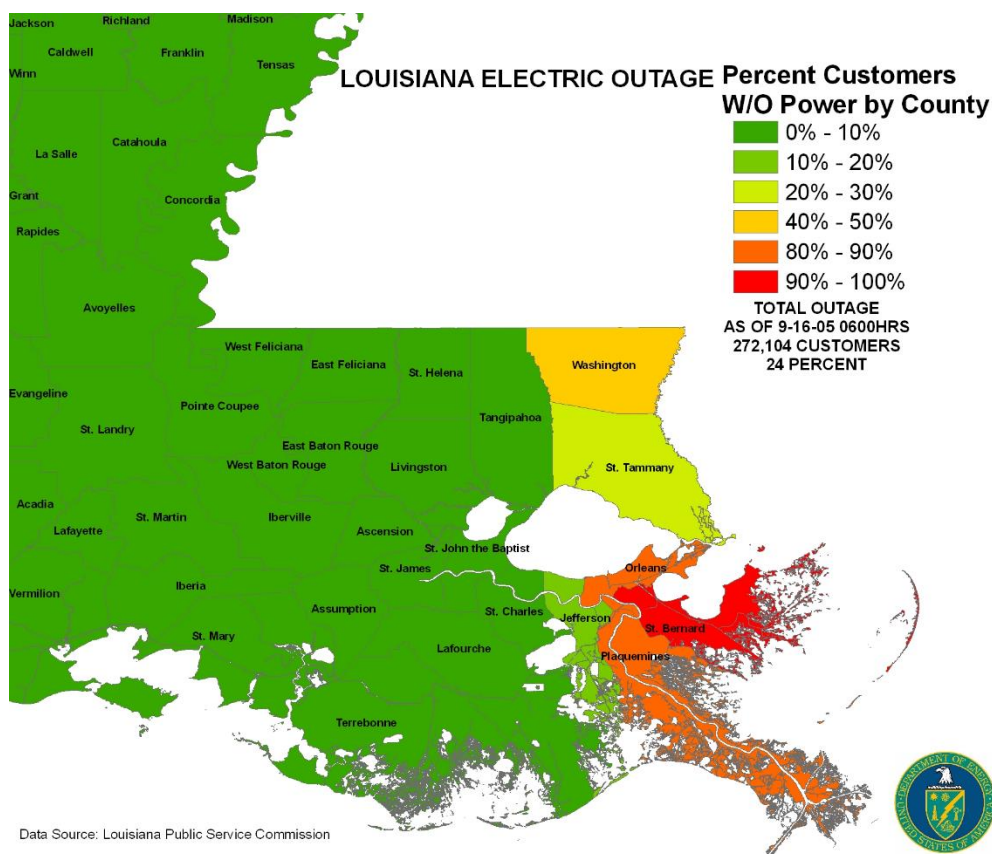 Jackson
Richland
Madison
Caldwell
Franklin
Winn
Tensas
LOUISIANA ELECTRIC OUTAGE
Percent Customers
W/O Power by County
0% - 10%
10% - 20%
20% - 30%
40% - 50%
80% - 90%
90% - 100%
TOTAL OUTAGE
AS OF 9-16-05 0600HRS
272,104 CUSTOMERS
24 PERCENT
La Salle
Catahoula
Grant
Concordia
Rapides
Avoyelles
West Feliciana
East Feliciana
St. Helena
Washington
Evangeline
Pointe Coupee
Tangipahoa
St. Landry
East Baton Rouge
West Baton Rouge
Livingston
St. Tammany
Acadia
Lafayette
St. Martin
Iberville
Ascension
St. John the Baptist
St. James
Orleans
Vermilion
Iberia
Assumption
St. Charles
Jefferson
St. Bernard
St. Mary
Lafourche
Plaquemines
Terrebonne
Data Source: Louisiana Public Service Commission
DEPARTMENT OF ENERGY
UNITED STATES OF AMERICA